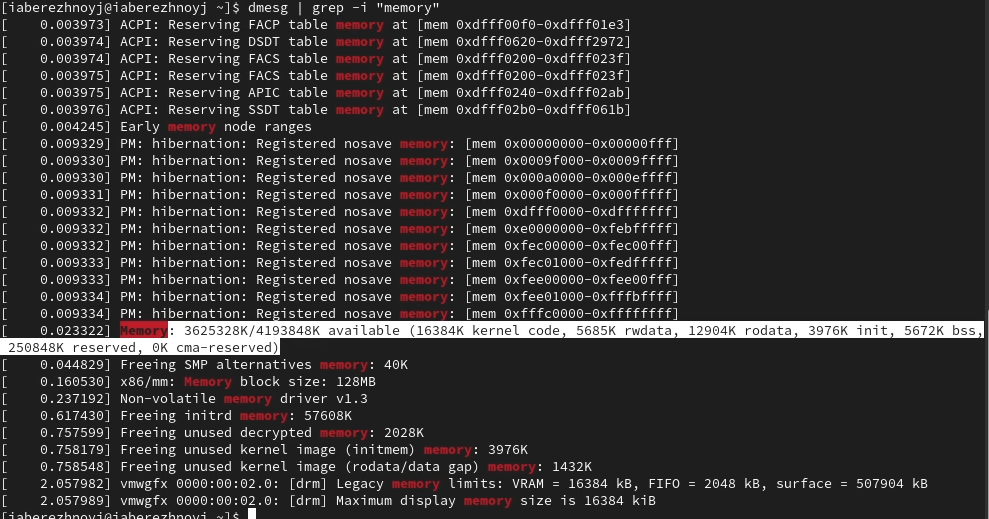 [iaberezhnoyj@iaberezhnoyj ~]$ dmesg | grep -i "memory"
[    0.003973] ACPI: Reserving FACP table memory at [mem 0xdfff00f0-0xdfff01e3]
[    0.003974] ACPI: Reserving DSDT table memory at [mem 0xdfff0620-0xdfff2972]
[    0.003974] ACPI: Reserving FACS table memory at [mem 0xdfff0200-0xdfff023f]
[    0.003975] ACPI: Reserving FACS table memory at [mem 0xdfff0200-0xdfff023f]
[    0.003975] ACPI: Reserving APIC table memory at [mem 0xdfff0240-0xdfff02ab]
[    0.003976] ACPI: Reserving SSDT table memory at [mem 0xdfff02b0-0xdfff061b]
[    0.004245] Early memory node ranges
[    0.009329] PM: hibernation: Registered nosave memory: [mem 0x00000000-0x00000fff]
[    0.009330] PM: hibernation: Registered nosave memory: [mem 0x0009f000-0x0009ffff]
[    0.009330] PM: hibernation: Registered nosave memory: [mem 0x000a0000-0x000effff]
[    0.009331] PM: hibernation: Registered nosave memory: [mem 0x000f0000-0x000fffff]
[    0.009332] PM: hibernation: Registered nosave memory: [mem 0xdfff0000-0xdfffffff]
[    0.009332] PM: hibernation: Registered nosave memory: [mem 0xe0000000-0xfebfffff]
[    0.009332] PM: hibernation: Registered nosave memory: [mem 0xfec00000-0xfec00fff]
[    0.009333] PM: hibernation: Registered nosave memory: [mem 0xfec01000-0xfedfffff]
[    0.009333] PM: hibernation: Registered nosave memory: [mem 0xfee00000-0xfee00fff]
[    0.009334] PM: hibernation: Registered nosave memory: [mem 0xfee01000-0xfffbffff]
[    0.009334] PM: hibernation: Registered nosave memory: [mem 0xfffc0000-0xffffffff]
[    0.023322] Memory: 3625328K/4193848K available (16384K kernel code, 5685K rwdata, 12904K rodata, 3976K init, 5672K bss,
250848K reserved, 0K cma-reserved)
[    0.044829] Freeing SMP alternatives memory: 40K
[    0.160530] x86/mm: Memory block size: 128MB
[    0.237192] Non-volatile memory driver v1.3
[    0.617430] Freeing initrd memory: 57608K
[    0.757599] Freeing unused decrypted memory: 2028K
[    0.758179] Freeing unused kernel image (initmem) memory: 3976K
[    0.758548] Freeing unused kernel image (rodata/data gap) memory: 1432K
[    2.057982] vmwgfx 0000:00:02.0: [drm] Legacy memory limits: VRAM = 16384 kB, FIFO = 2048 kB, surface = 507904 kB
[    2.057989] vmwgfx 0000:00:02.0: [drm] Maximum display memory size is 16384 kiB
[iaberezhnoyj@iaberezhnoyj ~]$